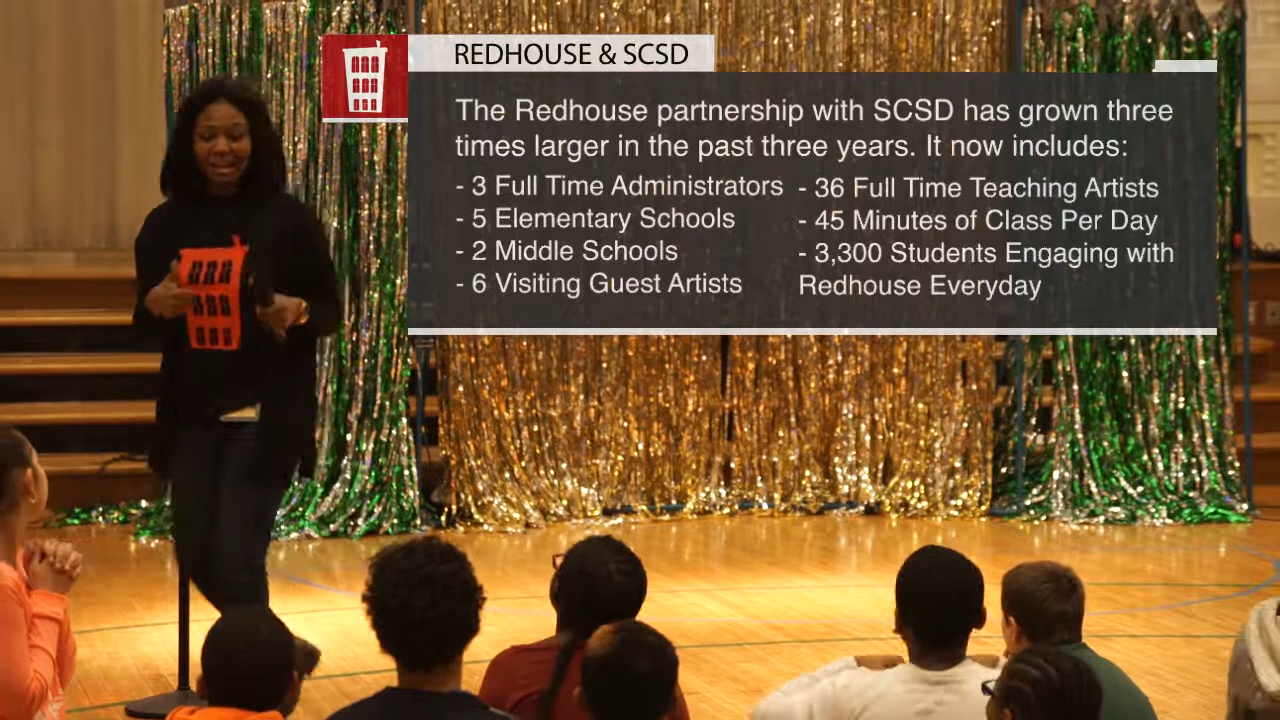 REDHOUSE & SCSD
The Redhouse partnership with SCSD has grown three
times larger in the past three years. It now includes:
- 3 Full Time Administrators
- 5 Elementary Schools
- 2 Middle Schools
- 6 Visiting Guest Artists
- 36 Full Time Teaching Artists
- 45 Minutes of Class Per Day
- 3,300 Students Engaging with
Redhouse Everyday